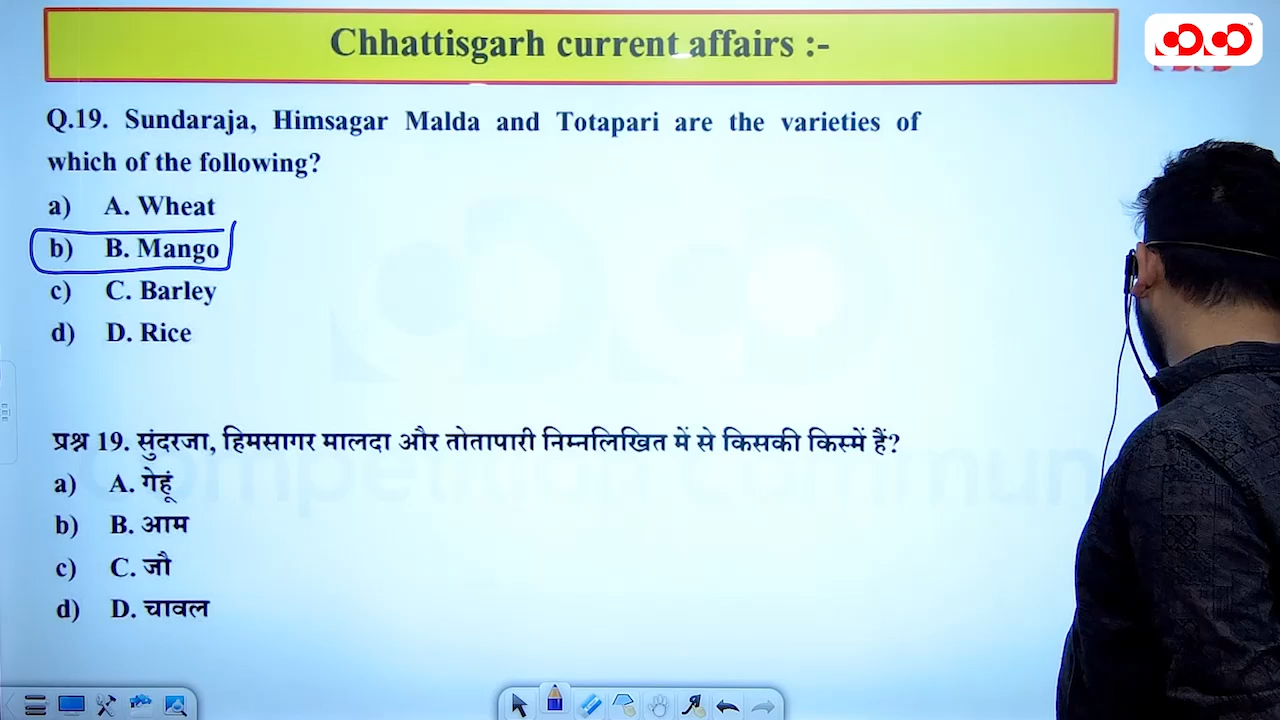 Chhattisgarh current affairs :-
Q.19. Sundaraja, Himsagar Malda and Totapari are the varieties of
which of the following?
a) A. Wheat
b) B. Mango
c) C. Barley
d) D. Rice
प्रश्न 19. सुंदरजा, हिमसागर मालदा और तोतापारी निम्नलिखित में से किसकी किस्में हैं?
a) A. गेहूं
b) B. आम
c) C. जौ
d) D. चावल